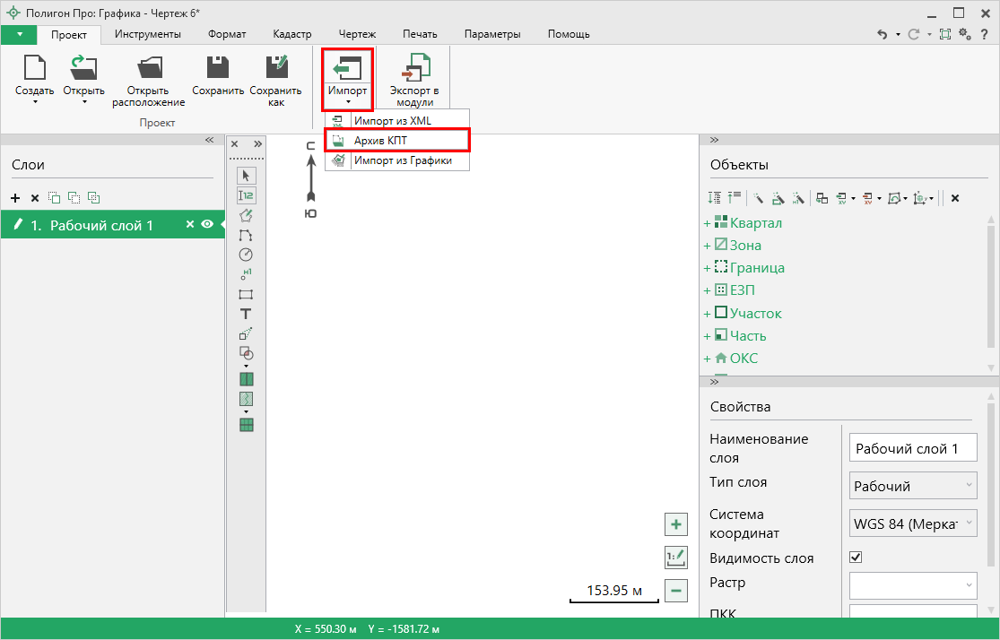 Полигон Про: Графика - Чертеж 6*
Проект
Инструменты
Формат
Кадастр
Чертеж
Печать
Параметры
Помощь
Создать
Открыть
Открыть
расположение
Сохранить
Сохранить
как
Импорт
Экспорт в
модули
Проект
Импорт из XML
Архив КПТ
Импорт из Графики
Слои
1. Рабочий слой 1
С
Ю
12
Н1
T
Объекты
Квартал
Зона
Граница
ЕЗП
Участок
Часть
ОКС
Свойства
Наименование
слоя
Рабочий слой 1
Тип слоя
Рабочий
Система
координат
WGS 84 (Мерка
Видимость слоя
Растр
ПКК
1:
153.95 м
X = 550.30 м Y = -1581.72 м